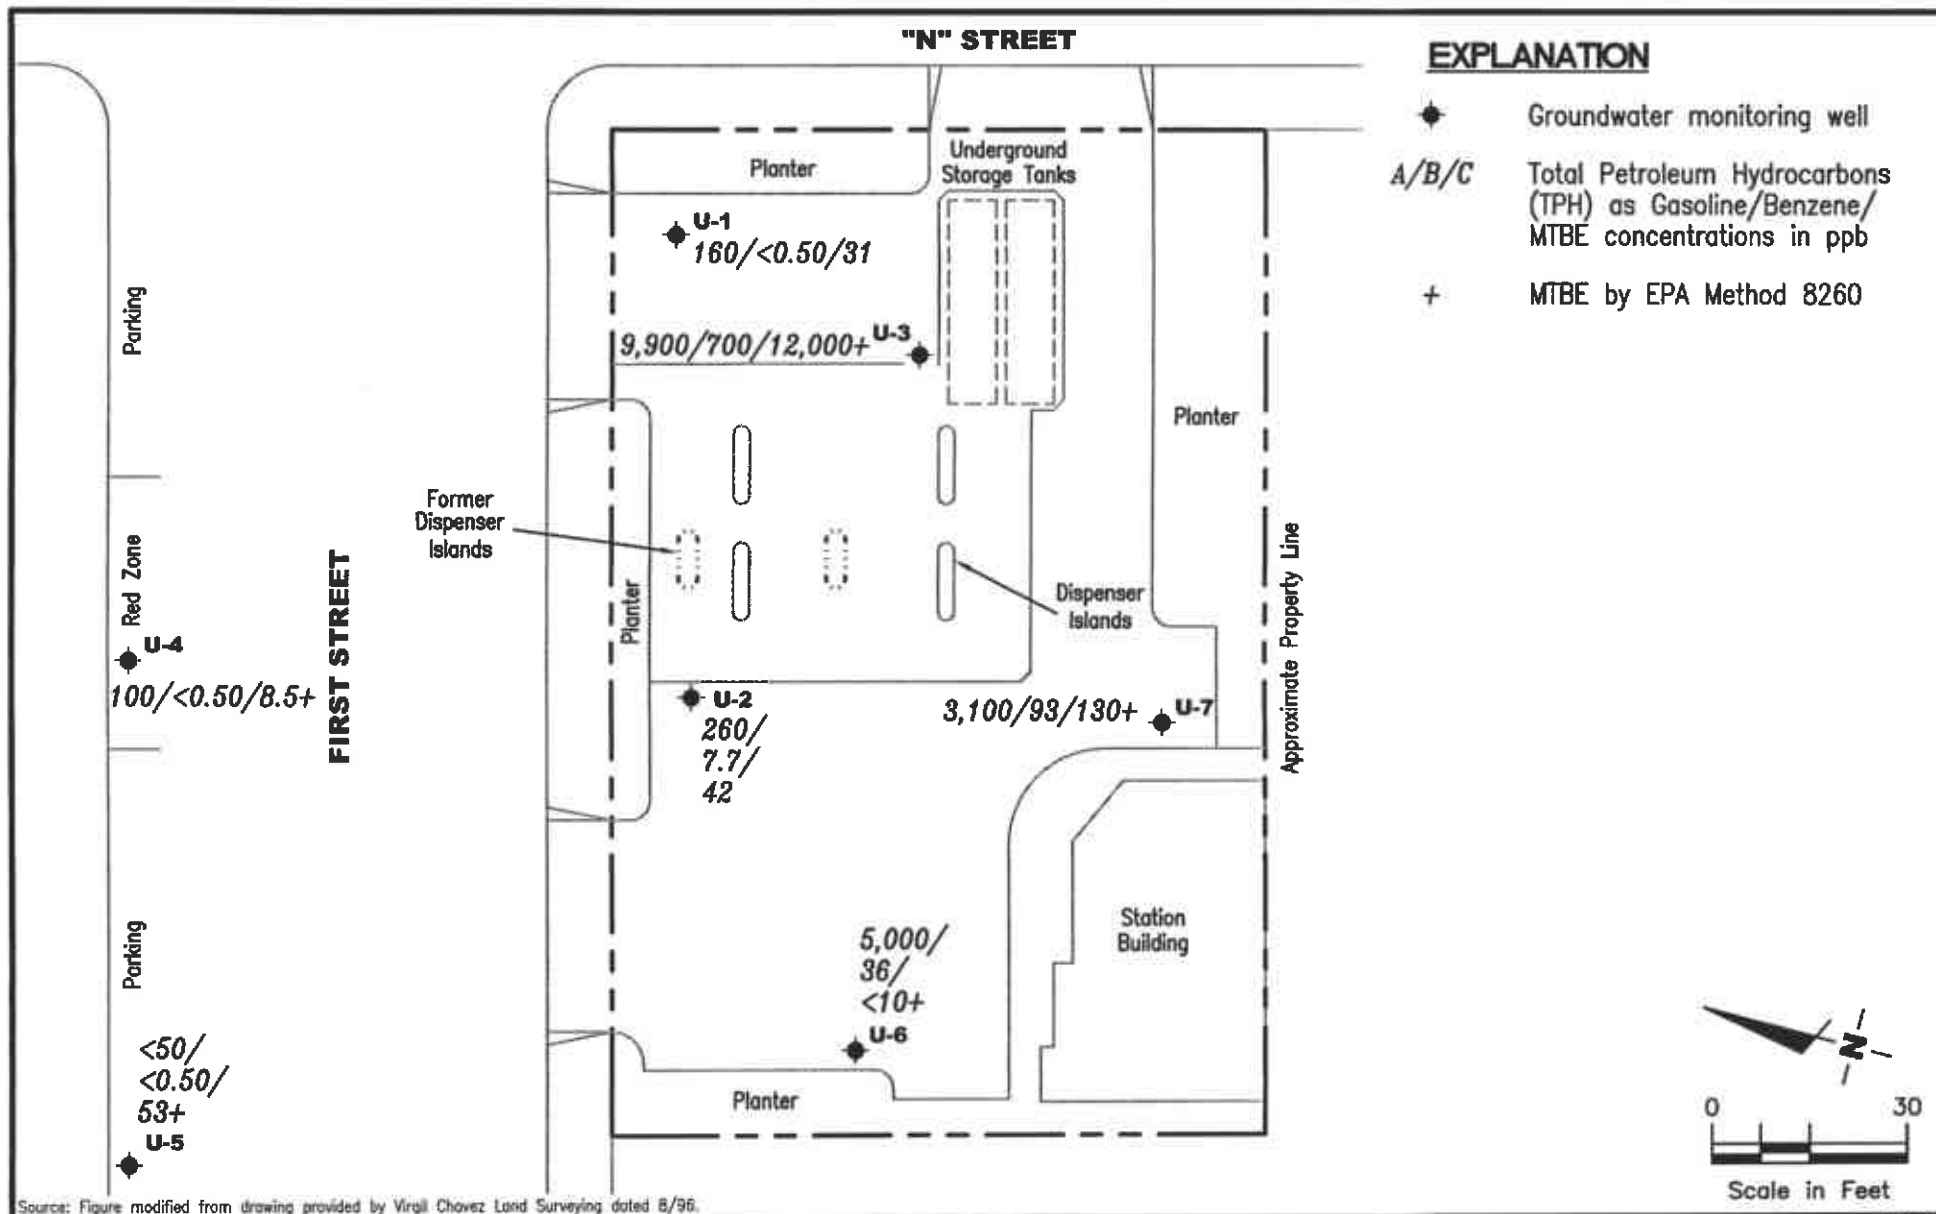 "N" STREET
EXPLANATION
Groundwater monitoring well
A/B/C Total Petroleum Hydrocarbons
(TPH) as Gasoline/Benzene/
MTBE concentrations in ppb
+ MTBE by EPA Method 8260
Planter
Underground
Storage Tanks
U-1
160/<0.50/31
Parking
9,900/700/12,000+
U-3
Planter
Former
Dispenser
Islands
Red Zone
FIRST STREET
Planter
Dispenser
Islands
Approximate Property Line
U-4
100/<0.50/8.5+
U-2
260/
7.7/
42
3,100/93/130+
U-7
Parking
5,000/
36/
<10+
U-6
Station
Building
<50/
<0.50/
53+
U-5
Planter
N
0 30
Scale in Feet
Source: Figure modified from drawing provided by Virgil Chavez Land Surveying dated 8/96.